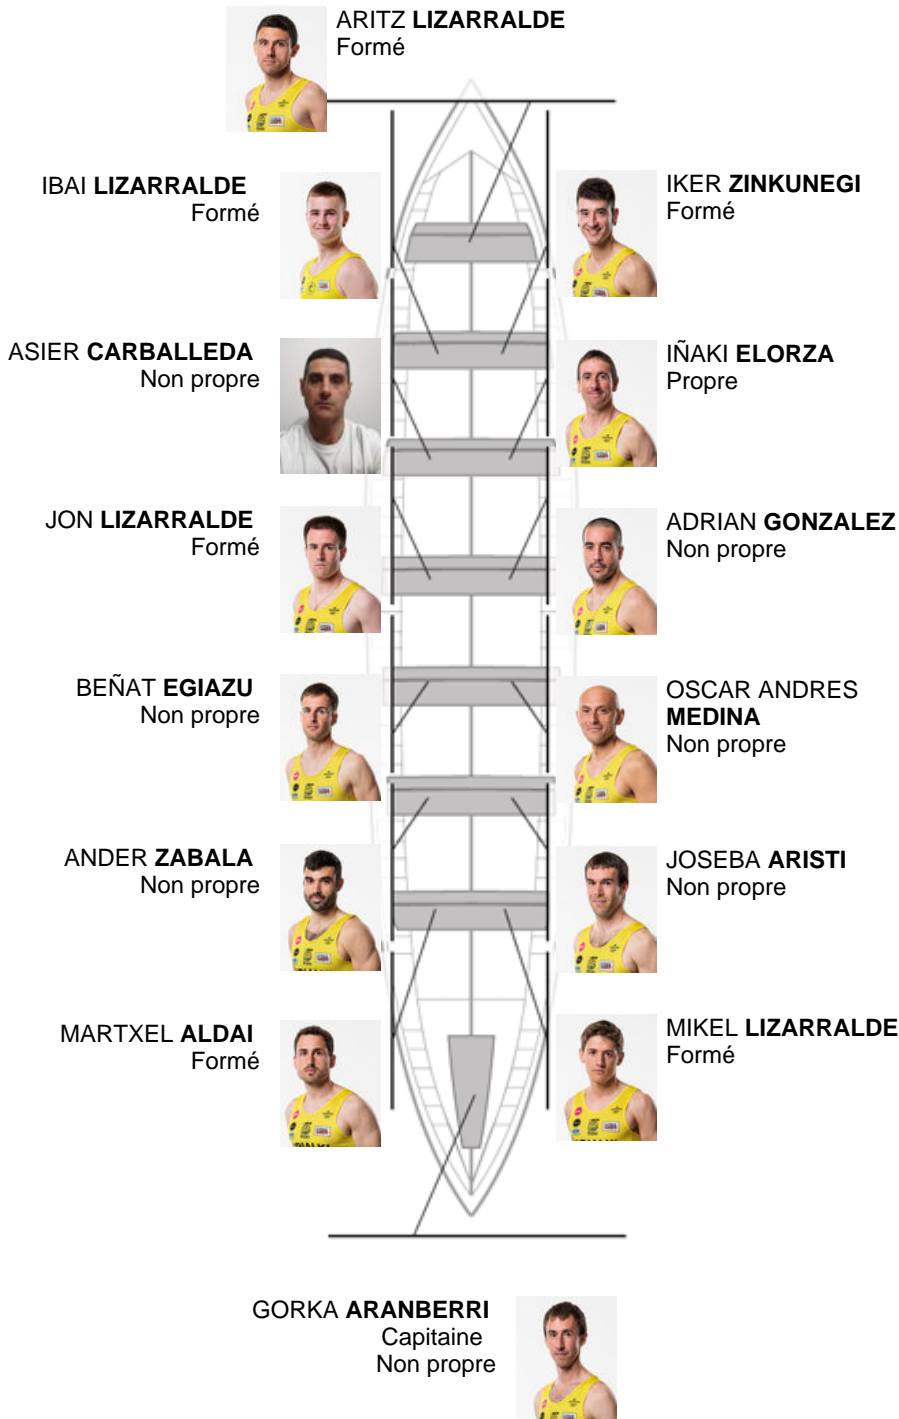 ARITZ LIZARRALDE
Formé
IBAI LIZARRALDE
Formé
IKER ZINKUNEGI
Formé
ASIER CARBALLEDA
Non propre
IÑAKI ELORZA
Propre
JON LIZARRALDE
Formé
ADRIAN GONZALEZ
Non propre
BEÑAT EGIAZU
Non propre
OSCAR ANDRES
MEDINA
Non propre
ANDER ZABALA
Non propre
JOSEBA ARISTI
Non propre
MARTXEL ALDAI
Formé
MIKEL LIZARRALDE
Formé
GORKA ARANBERRI
Capitaine
Non propre